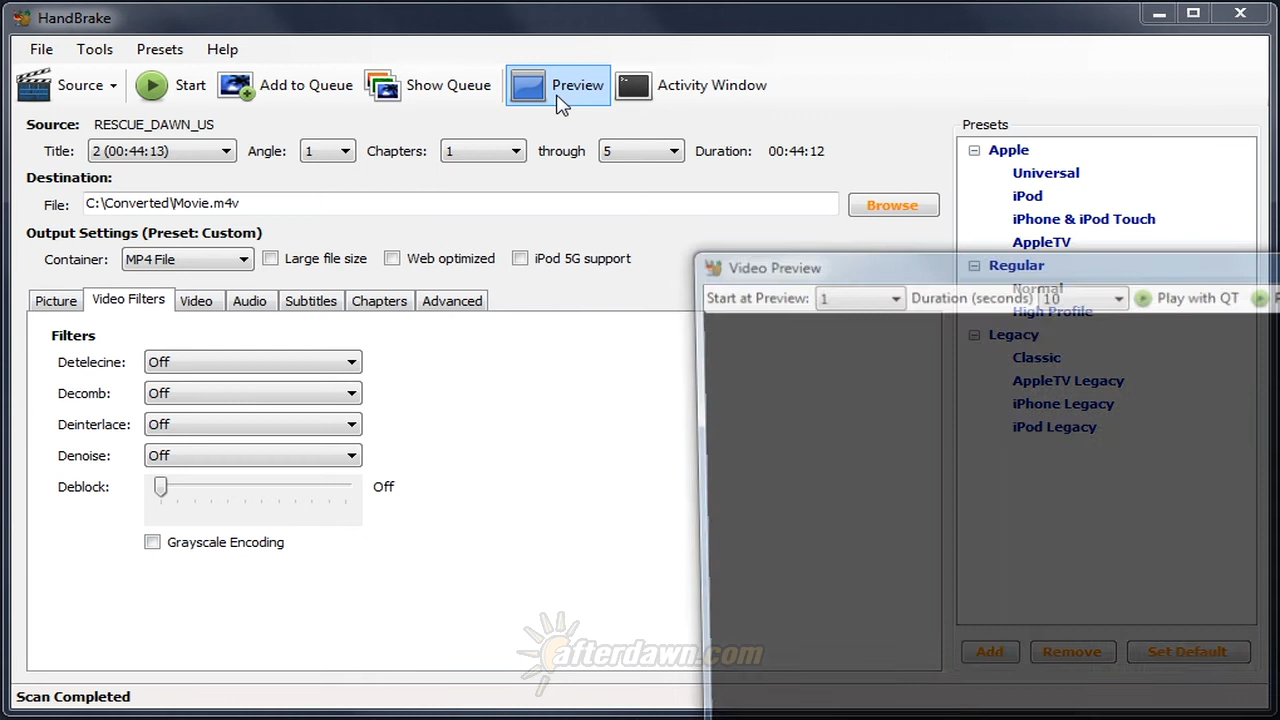 HandBrake
File Tools Presets Help
Source Start Add to Queue Show Queue Preview Activity Window
Source: RESCUE_DAWN_US
Title: 2 (00:44:13) Angle: 1 Chapters: 1 through 5 Duration: 00:44:12
Destination:
File: C:\Converted\Movie.m4v Browse
Output Settings (Preset: Custom)
Container: MP4 File Large file size Web optimized iPod 5G support
Picture Video Filters Video Audio Subtitles Chapters Advanced
Filters
Detelecine: Off
Decomb: Off
Deinterlace: Off
Denoise: Off
Deblock: Off
Grayscale Encoding
Presets
Apple
Universal
iPod
iPhone & iPod Touch
AppleTV
Regular
Normal
High Profile
Legacy
Classic
AppleTV Legacy
iPhone Legacy
iPod Legacy
Add Remove Set Default
Video Preview
Start at Preview: 1 Duration (seconds) 10 Play with QT
afterdawn.com
Scan Completed